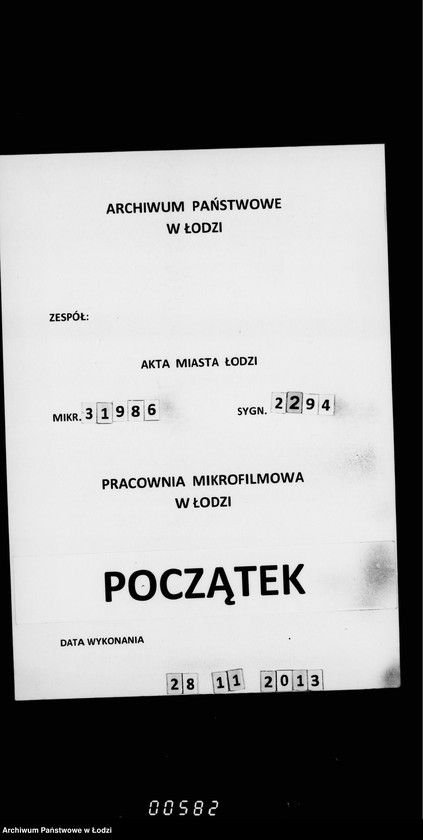 ARCHIWUM PAŃSTWOWE
W ŁODZI
ZESPÓŁ:
AKTA MIASTA ŁODZI
MIKR. 31986 SYGN. 2294
PRACOWNIA MIKROFILMOWA
W ŁODZI
POCZĄTEK
DATA WYKONANIA
28 11 2013
00582
Archiwum Państwowe w Łodzi